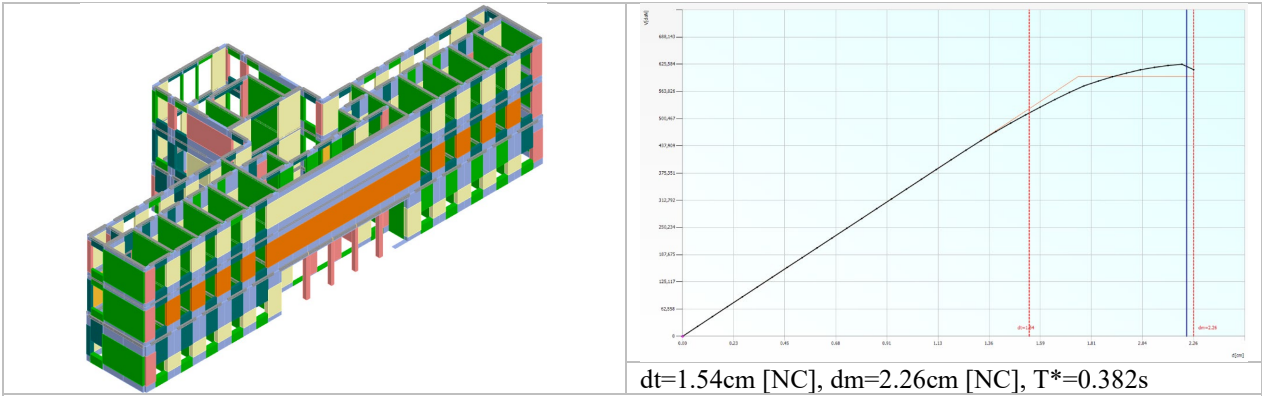 V[daN]
688,143
625,584
563,026
500,467
437,909
375,351
312,792
250,234
187,675
125,117
62,558
0
dt=1.54
dm=2.26
0.00 0.23 0.45 0.68 0.91 1.13 1.36 1.59 1.81 2.04 2.26
d[cm]
dt=1.54cm [NC], dm=2.26cm [NC], T*=0.382s